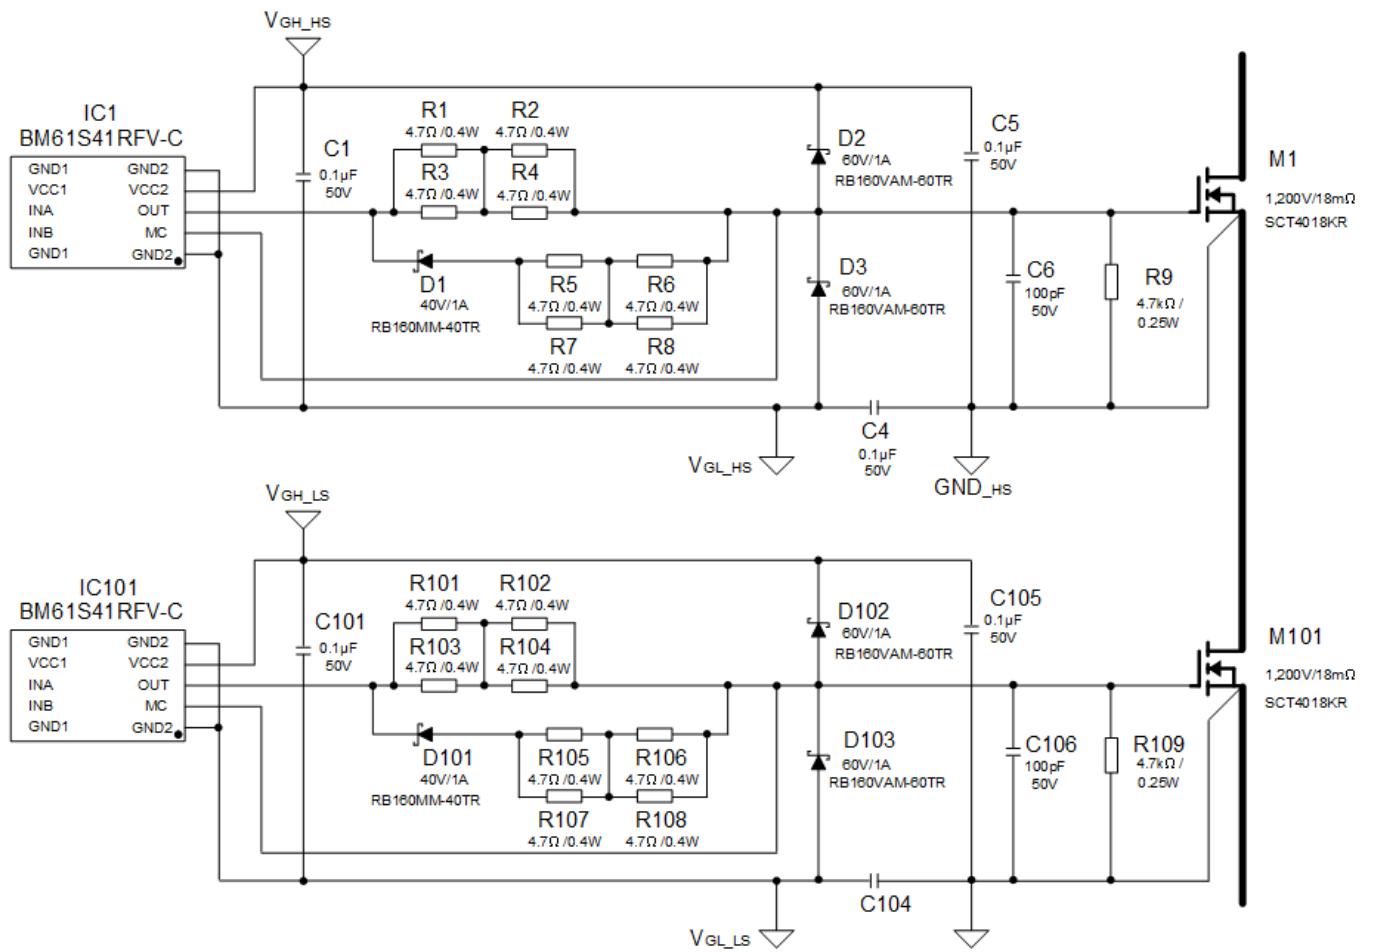 VGH_HS
IC1
BM61S41RFV-C
GND1 GND2
VCC1 VCC2
INA OUT
INB MC
GND1 GND2
C1
0.1µF
50V
R1
4.7Ω/0.4W
R2
4.7Ω/0.4W
R3
4.7Ω/0.4W
R4
4.7Ω/0.4W
D1
40V/1A
RB160MM-40TR
R5
4.7Ω/0.4W
R6
4.7Ω/0.4W
R7
4.7Ω/0.4W
R8
4.7Ω/0.4W
D2
60V/1A
RB160VAM-60TR
D3
60V/1A
RB160VAM-60TR
C5
0.1µF
50V
C6
100pF
50V
R9
4.7kΩ/
0.25W
M1
1,200V/18mΩ
SCT4018KR
C4
0.1µF
50V
VGL_HS
GND_HS
VGH_LS
IC101
BM61S41RFV-C
GND1 GND2
VCC1 VCC2
INA OUT
INB MC
GND1 GND2
C101
0.1µF
50V
R101
4.7Ω/0.4W
R102
4.7Ω/0.4W
R103
4.7Ω/0.4W
R104
4.7Ω/0.4W
D101
40V/1A
RB160MM-40TR
R105
4.7Ω/0.4W
R106
4.7Ω/0.4W
R107
4.7Ω/0.4W
R108
4.7Ω/0.4W
D102
60V/1A
RB160VAM-60TR
D103
60V/1A
RB160VAM-60TR
C105
0.1µF
50V
C106
100pF
50V
R109
4.7kΩ/
0.25W
M101
1,200V/18mΩ
SCT4018KR
C104
VGL_LS